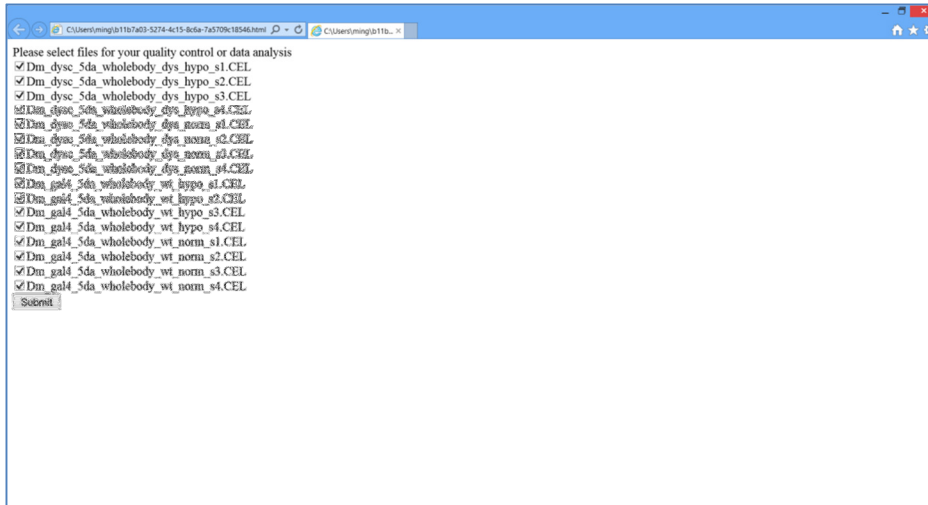 C:\Users\ming\b11b7a03-5274-4c15-8c6a-7a5709c18546.html
C:\Users\ming\b11b...
Please select files for your quality control or data analysis
Dm_dysc_5da_wholebody_dys_hypo_s1.CEL
Dm_dysc_5da_wholebody_dys_hypo_s2.CEL
Dm_dysc_5da_wholebody_dys_hypo_s3.CEL
Dm_dysc_5da_wholebody_dys_hypo_s4.CEL
Dm_dysc_5da_wholebody_dys_norm_s1.CEL
Dm_dysc_5da_wholebody_dys_norm_s2.CEL
Dm_dysc_5da_wholebody_dys_norm_s3.CEL
Dm_dysc_5da_wholebody_dys_norm_s4.CEL
Dm_gal4_5da_wholebody_wt_hypo_s1.CEL
Dm_gal4_5da_wholebody_wt_hypo_s2.CEL
Dm_gal4_5da_wholebody_wt_hypo_s3.CEL
Dm_gal4_5da_wholebody_wt_hypo_s4.CEL
Dm_gal4_5da_wholebody_wt_norm_s1.CEL
Dm_gal4_5da_wholebody_wt_norm_s2.CEL
Dm_gal4_5da_wholebody_wt_norm_s3.CEL
Dm_gal4_5da_wholebody_wt_norm_s4.CEL
Submit